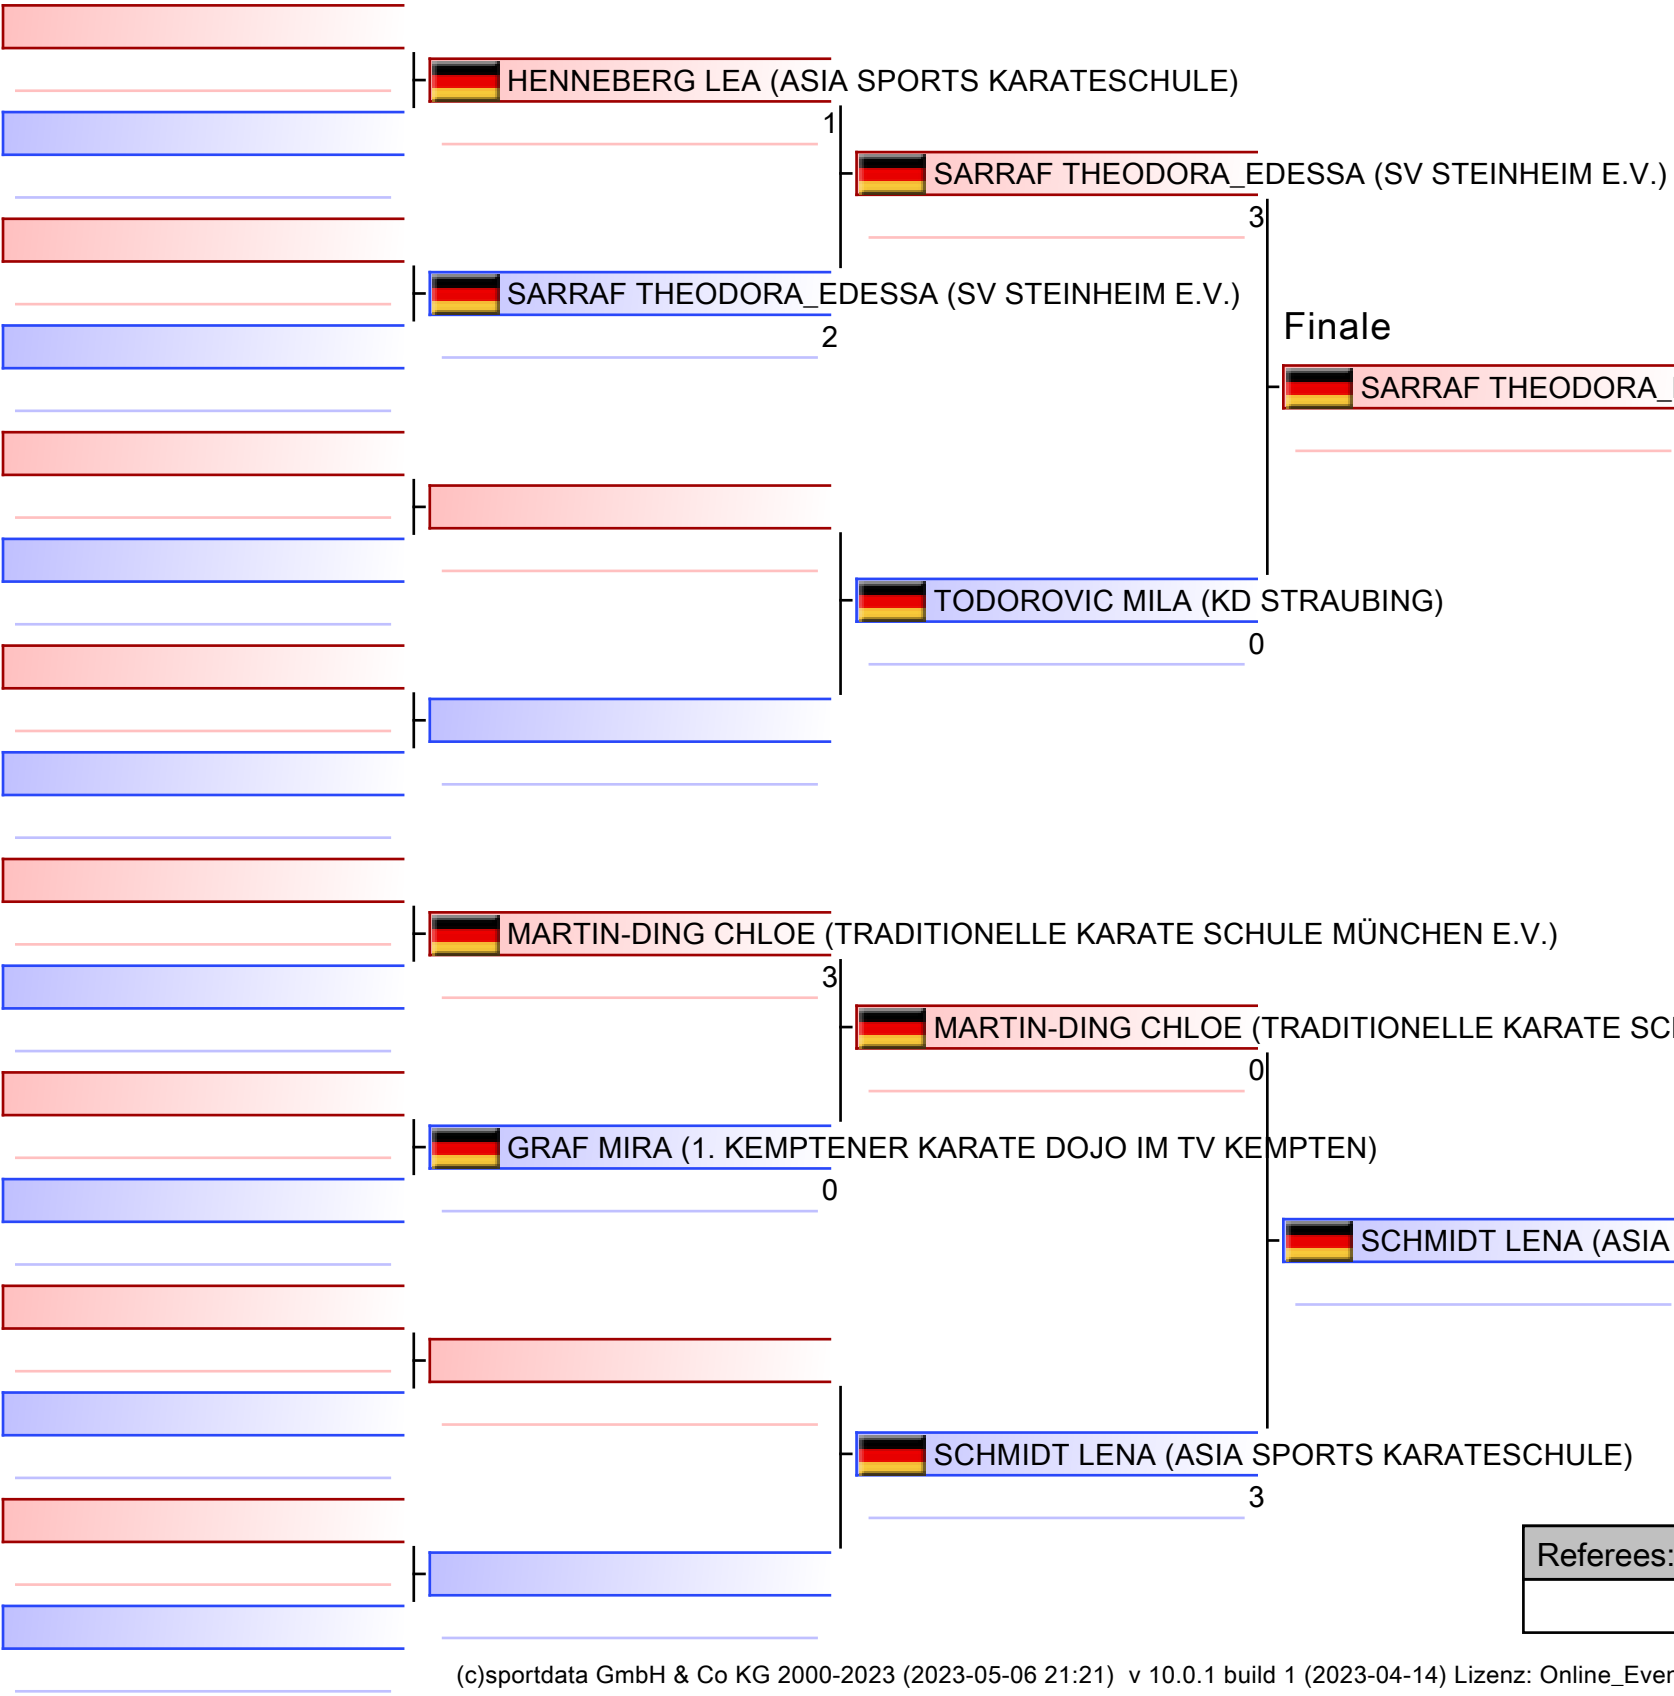 HENNEBERG LEA (ASIA SPORTS KARATESCHULE)
1
SARRAF THEODORA_EDESSA (SV STEINHEIM E.V.)
3
SARRAF THEODORA_EDESSA (SV STEINHEIM E.V.)
2
Finale
SARRAF THEODORA_
TODOROVIC MILA (KD STRAUBING)
0
MARTIN-DING CHLOE (TRADITIONELLE KARATE SCHULE MÜNCHEN E.V.)
3
MARTIN-DING CHLOE (TRADITIONELLE KARATE SC
0
GRAF MIRA (1. KEMPTENER KARATE DOJO IM TV KEMPTEN)
0
SCHMIDT LENA (ASIA
SCHMIDT LENA (ASIA SPORTS KARATESCHULE)
3
Referees:
(c)sportdata GmbH & Co KG 2000-2023 (2023-05-06 21:21) v 10.0.1 build 1 (2023-04-14) Lizenz: Online_Ever